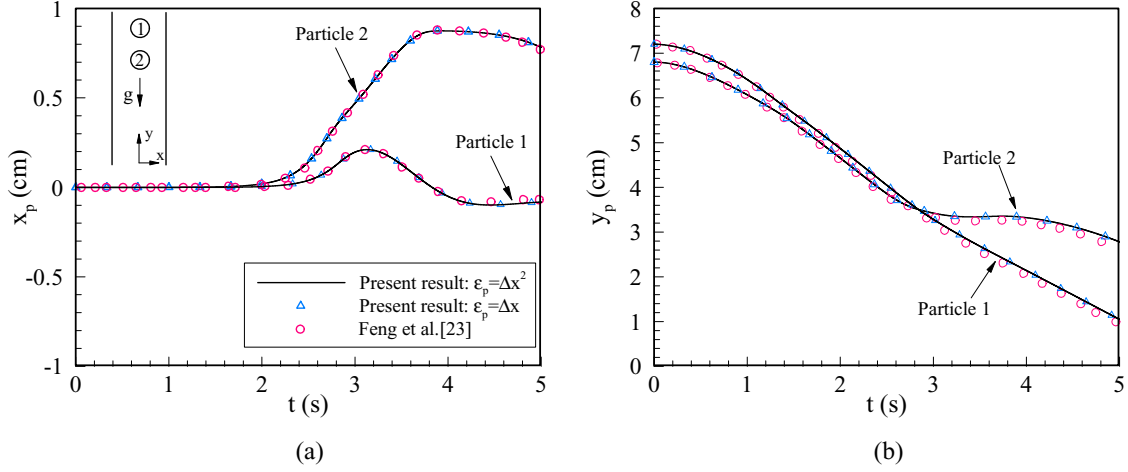 1
0.5
0
-0.5
-1
x_p (cm)
1
2
g
y
x
Particle 2
Particle 1
Present result: ε_p=Δx²
Present result: ε_p=Δx
Feng et al.[23]
0 1 2 3 4 5
t (s)
(a)
8
7
6
5
4
3
2
1
0
y_p (cm)
Particle 2
Particle 1
0 1 2 3 4 5
t (s)
(b)